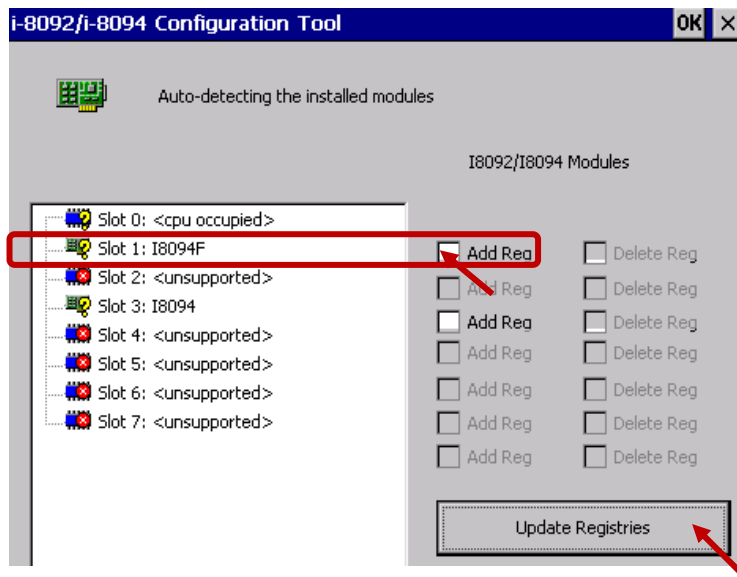 i-8092/i-8094 Configuration Tool OK ×
Auto-detecting the installed modules
I8092/I8094 Modules
Slot 0: <cpu occupied>
Slot 1: I8094F Add Reg Delete Reg
Slot 2: <unsupported> Add Reg Delete Reg
Slot 3: I8094 Add Reg Delete Reg
Slot 4: <unsupported> Add Reg Delete Reg
Slot 5: <unsupported> Add Reg Delete Reg
Slot 6: <unsupported> Add Reg Delete Reg
Slot 7: <unsupported> Add Reg Delete Reg
Update Registries